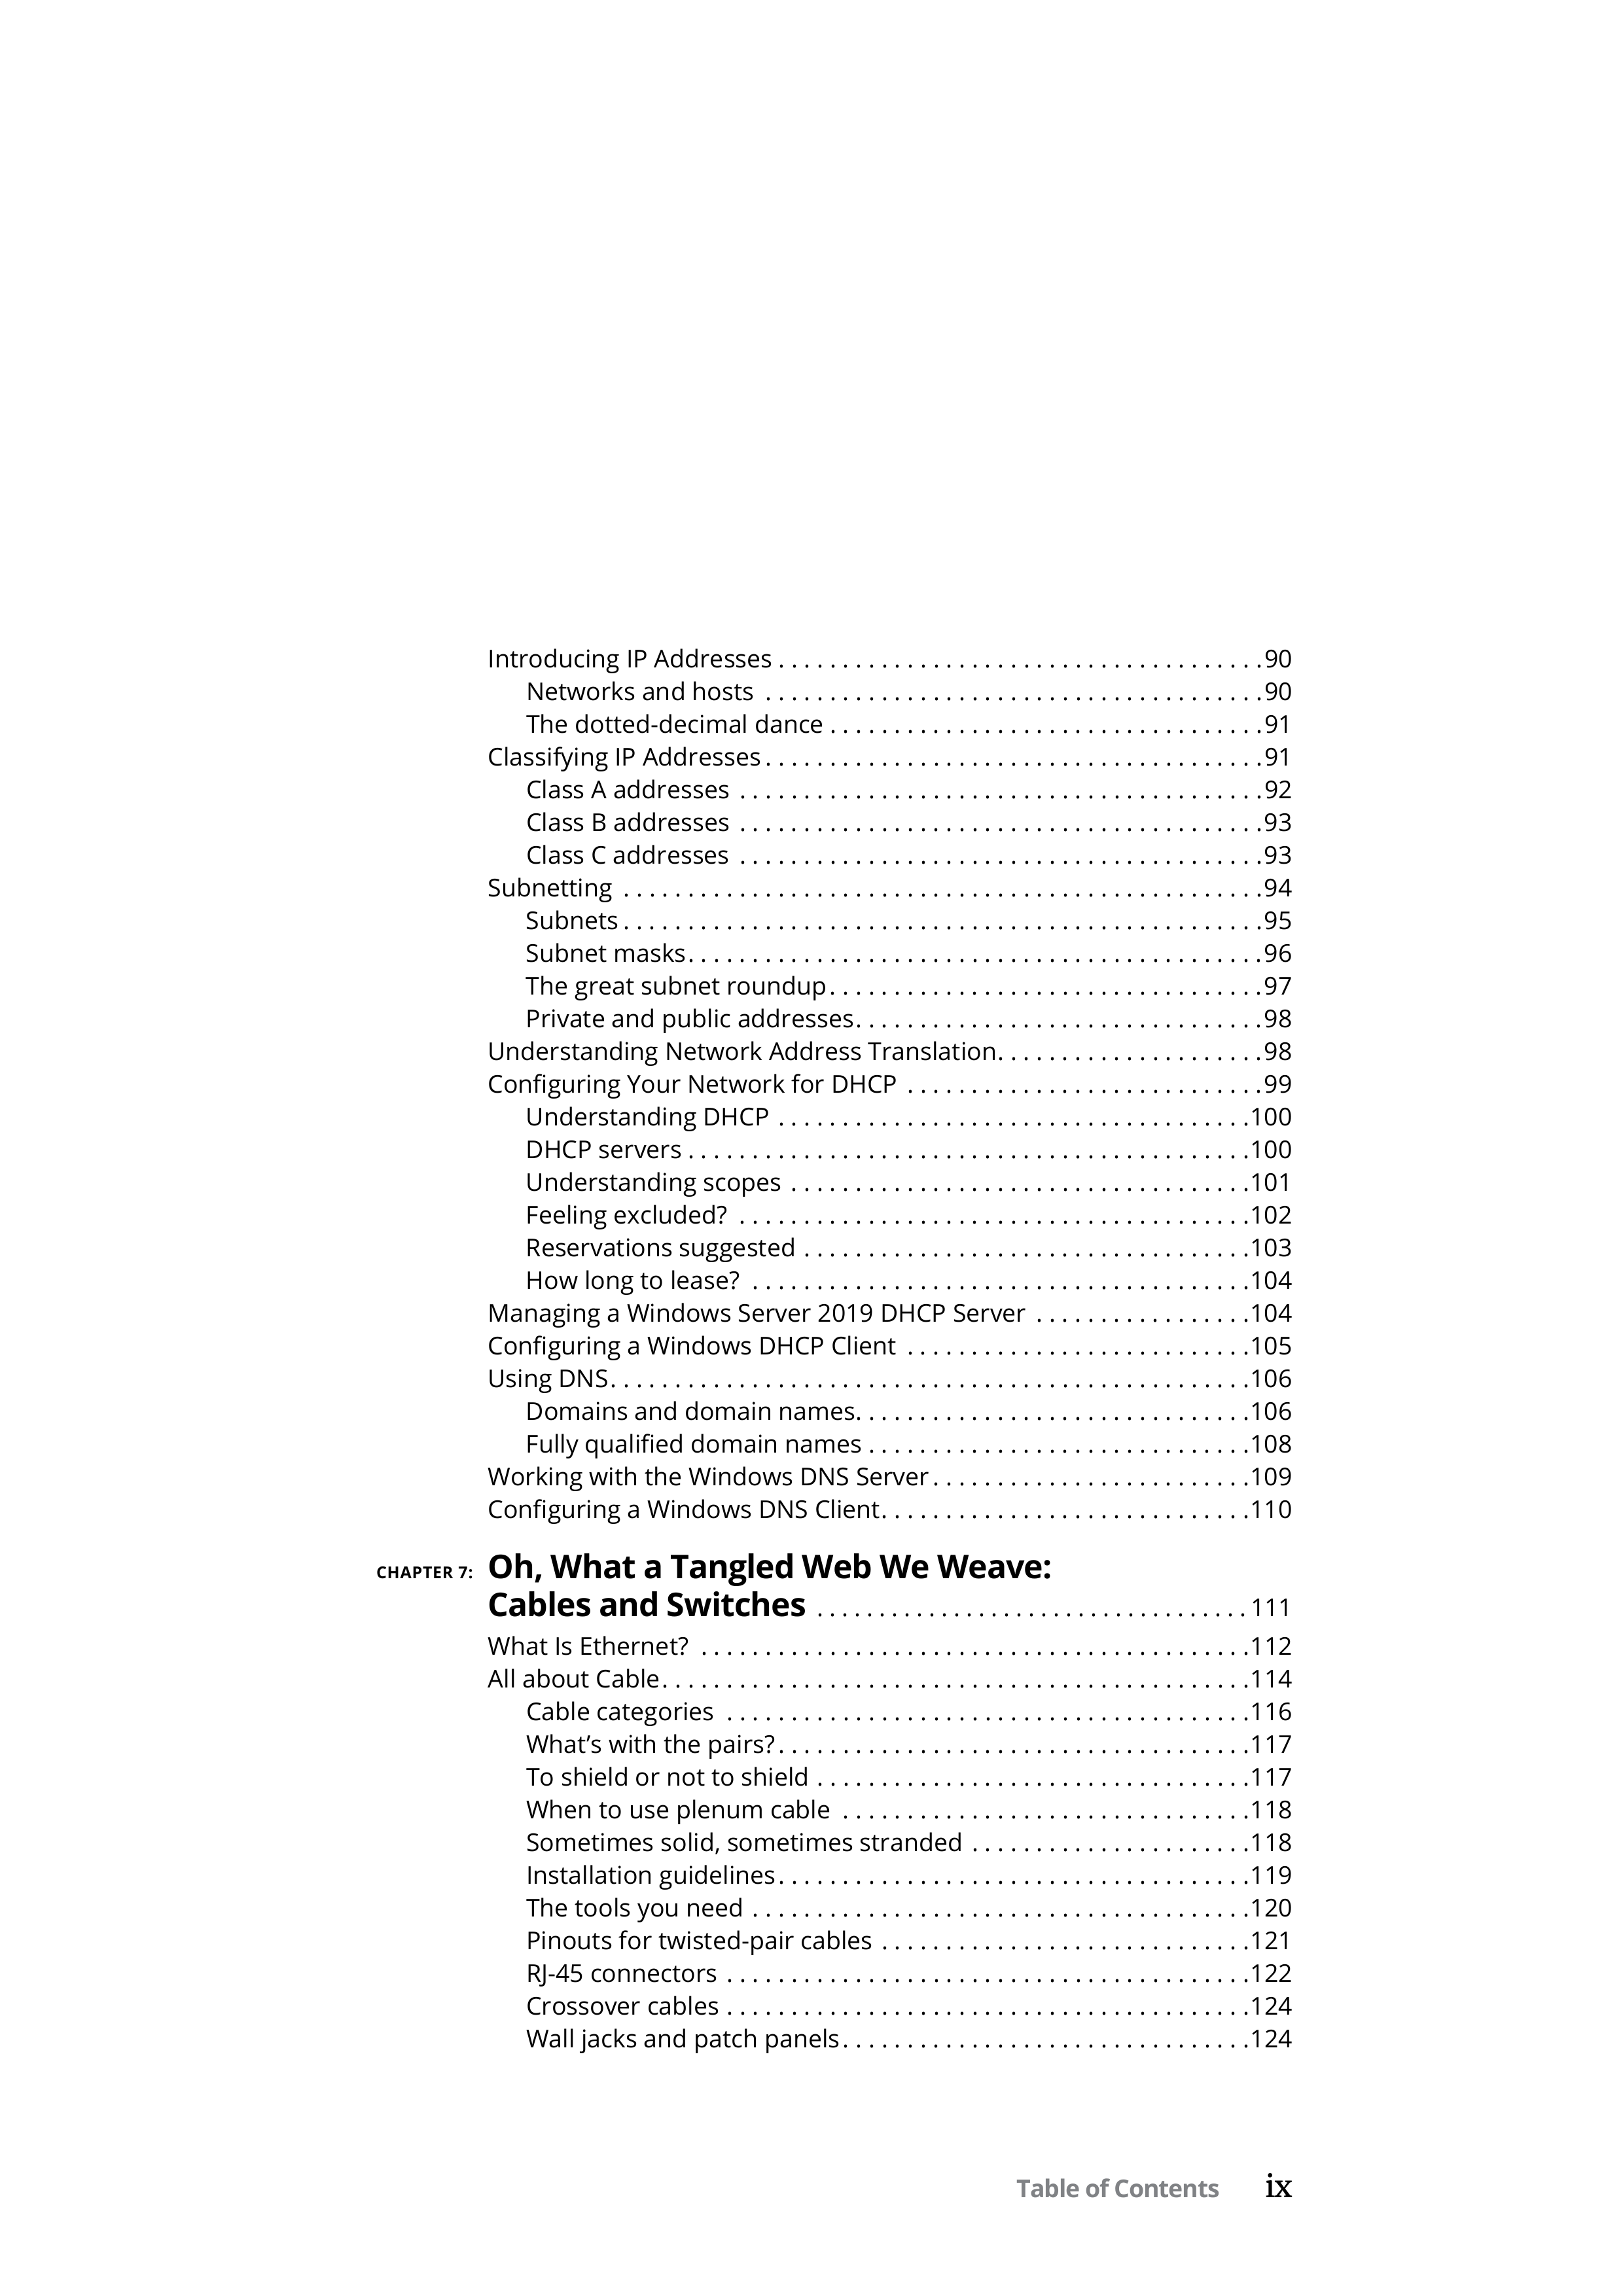 Introducing IP Addresses . . . . . . . . . . . . . . . . . . . . . . . . . . . . . . . . . . . . . .90
Networks and hosts . . . . . . . . . . . . . . . . . . . . . . . . . . . . . . . . . . . . . . .90
The dotted-decimal dance . . . . . . . . . . . . . . . . . . . . . . . . . . . . . . . . . .91
Classifying IP Addresses . . . . . . . . . . . . . . . . . . . . . . . . . . . . . . . . . . . . . . .91
Class A addresses . . . . . . . . . . . . . . . . . . . . . . . . . . . . . . . . . . . . . . . . .92
Class B addresses . . . . . . . . . . . . . . . . . . . . . . . . . . . . . . . . . . . . . . . . .93
Class C addresses . . . . . . . . . . . . . . . . . . . . . . . . . . . . . . . . . . . . . . . . .93
Subnetting . . . . . . . . . . . . . . . . . . . . . . . . . . . . . . . . . . . . . . . . . . . . . . . . . .94
Subnets . . . . . . . . . . . . . . . . . . . . . . . . . . . . . . . . . . . . . . . . . . . . . . . . . .95
Subnet masks. . . . . . . . . . . . . . . . . . . . . . . . . . . . . . . . . . . . . . . . . . . . .96
The great subnet roundup. . . . . . . . . . . . . . . . . . . . . . . . . . . . . . . . . .97
Private and public addresses. . . . . . . . . . . . . . . . . . . . . . . . . . . . . . . .98
Understanding Network Address Translation. . . . . . . . . . . . . . . . . . . . .98
Configuring Your Network for DHCP . . . . . . . . . . . . . . . . . . . . . . . . . . . .99
Understanding DHCP . . . . . . . . . . . . . . . . . . . . . . . . . . . . . . . . . . . . .100
DHCP servers . . . . . . . . . . . . . . . . . . . . . . . . . . . . . . . . . . . . . . . . . . . .100
Understanding scopes . . . . . . . . . . . . . . . . . . . . . . . . . . . . . . . . . . . .101
Feeling excluded? . . . . . . . . . . . . . . . . . . . . . . . . . . . . . . . . . . . . . . . .102
Reservations suggested . . . . . . . . . . . . . . . . . . . . . . . . . . . . . . . . . . .103
How long to lease? . . . . . . . . . . . . . . . . . . . . . . . . . . . . . . . . . . . . . . .104
Managing a Windows Server 2019 DHCP Server . . . . . . . . . . . . . . . . .104
Configuring a Windows DHCP Client . . . . . . . . . . . . . . . . . . . . . . . . . . .105
Using DNS. . . . . . . . . . . . . . . . . . . . . . . . . . . . . . . . . . . . . . . . . . . . . . . . . .106
Domains and domain names. . . . . . . . . . . . . . . . . . . . . . . . . . . . . . .106
Fully qualified domain names . . . . . . . . . . . . . . . . . . . . . . . . . . . . . .108
Working with the Windows DNS Server . . . . . . . . . . . . . . . . . . . . . . . . .109
Configuring a Windows DNS Client. . . . . . . . . . . . . . . . . . . . . . . . . . . . .110
CHAPTER 7: Oh, What a Tangled Web We Weave:
Cables and Switches . . . . . . . . . . . . . . . . . . . . . . . . . . . . . . . . . . . 111
What Is Ethernet? . . . . . . . . . . . . . . . . . . . . . . . . . . . . . . . . . . . . . . . . . . .112
All about Cable. . . . . . . . . . . . . . . . . . . . . . . . . . . . . . . . . . . . . . . . . . . . . .114
Cable categories . . . . . . . . . . . . . . . . . . . . . . . . . . . . . . . . . . . . . . . . .116
What’s with the pairs?. . . . . . . . . . . . . . . . . . . . . . . . . . . . . . . . . . . . .117
To shield or not to shield . . . . . . . . . . . . . . . . . . . . . . . . . . . . . . . . . .117
When to use plenum cable . . . . . . . . . . . . . . . . . . . . . . . . . . . . . . . .118
Sometimes solid, sometimes stranded . . . . . . . . . . . . . . . . . . . . . .118
Installation guidelines. . . . . . . . . . . . . . . . . . . . . . . . . . . . . . . . . . . . .119
The tools you need . . . . . . . . . . . . . . . . . . . . . . . . . . . . . . . . . . . . . . .120
Pinouts for twisted-pair cables . . . . . . . . . . . . . . . . . . . . . . . . . . . . .121
RJ-45 connectors . . . . . . . . . . . . . . . . . . . . . . . . . . . . . . . . . . . . . . . . .122
Crossover cables . . . . . . . . . . . . . . . . . . . . . . . . . . . . . . . . . . . . . . . . .124
Wall jacks and patch panels. . . . . . . . . . . . . . . . . . . . . . . . . . . . . . . .124
Table of Contents ix